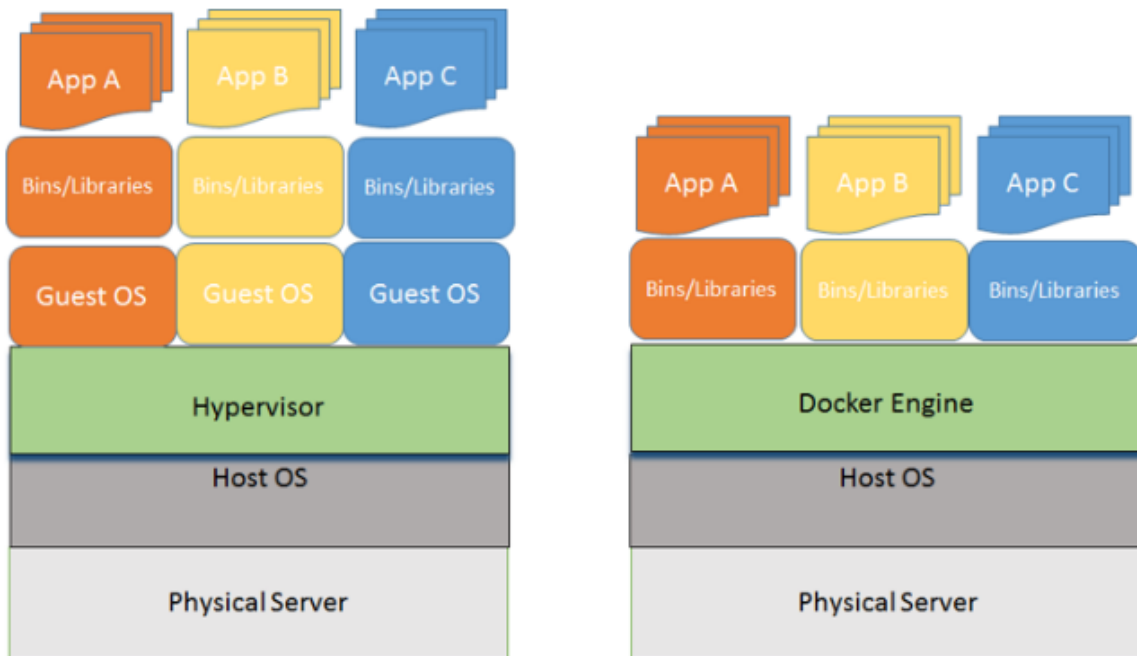 App A
App B
App C
Bins/Libraries
Bins/Libraries
Bins/Libraries
Guest OS
Guest OS
Guest OS
Hypervisor
Host OS
Physical Server
App A
App B
App C
Bins/Libraries
Bins/Libraries
Bins/Libraries
Docker Engine
Host OS
Physical Server